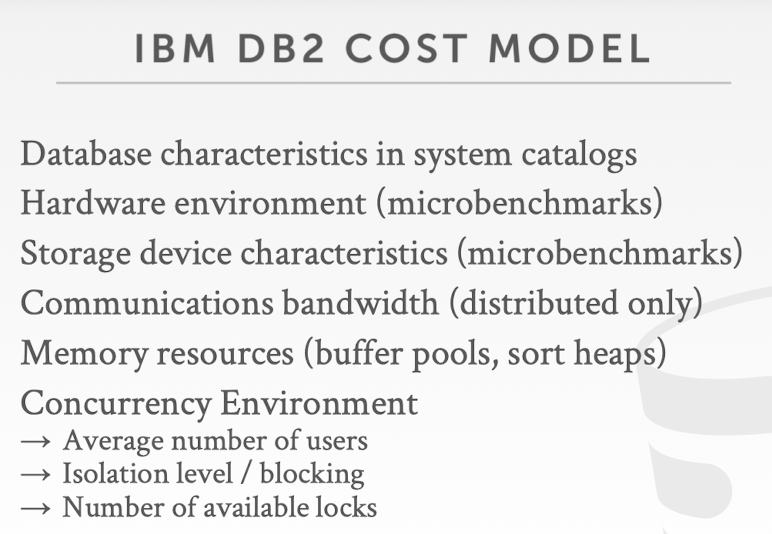 IBM DB2 COST MODEL
Database characteristics in system catalogs
Hardware environment (microbenchmarks)
Storage device characteristics (microbenchmarks)
Communications bandwidth (distributed only)
Memory resources (buffer pools, sort heaps)
Concurrency Environment
→ Average number of users
→ Isolation level / blocking
→ Number of available locks